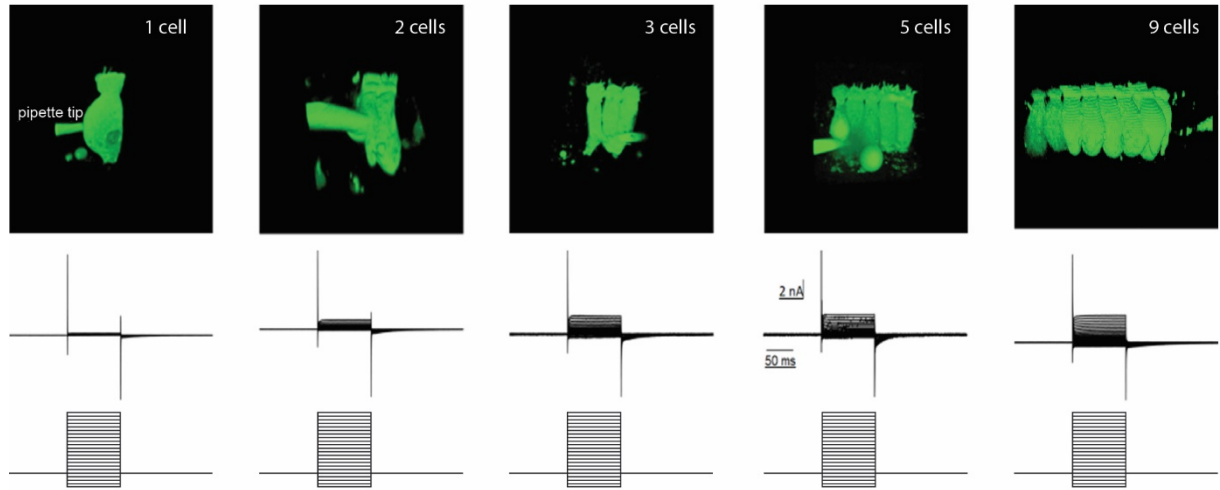 1 cell
2 cells
3 cells
5 cells
9 cells
pipette tip
2 nA
50 ms